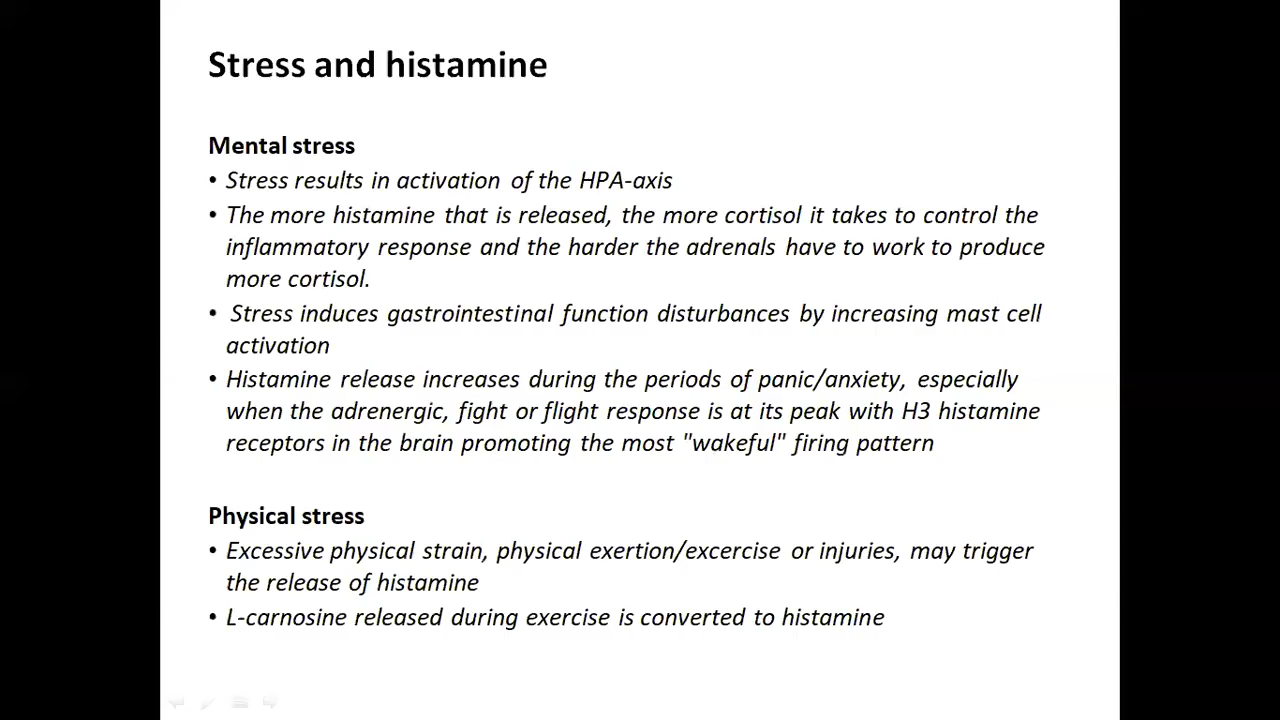 Stress and histamine
Mental stress
• Stress results in activation of the HPA-axis
• The more histamine that is released, the more cortisol it takes to control the
inflammatory response and the harder the adrenals have to work to produce
more cortisol.
• Stress induces gastrointestinal function disturbances by increasing mast cell
activation
• Histamine release increases during the periods of panic/anxiety, especially
when the adrenergic, fight or flight response is at its peak with H3 histamine
receptors in the brain promoting the most "wakeful" firing pattern
Physical stress
• Excessive physical strain, physical exertion/excercise or injuries, may trigger
the release of histamine
• L-carnosine released during exercise is converted to histamine